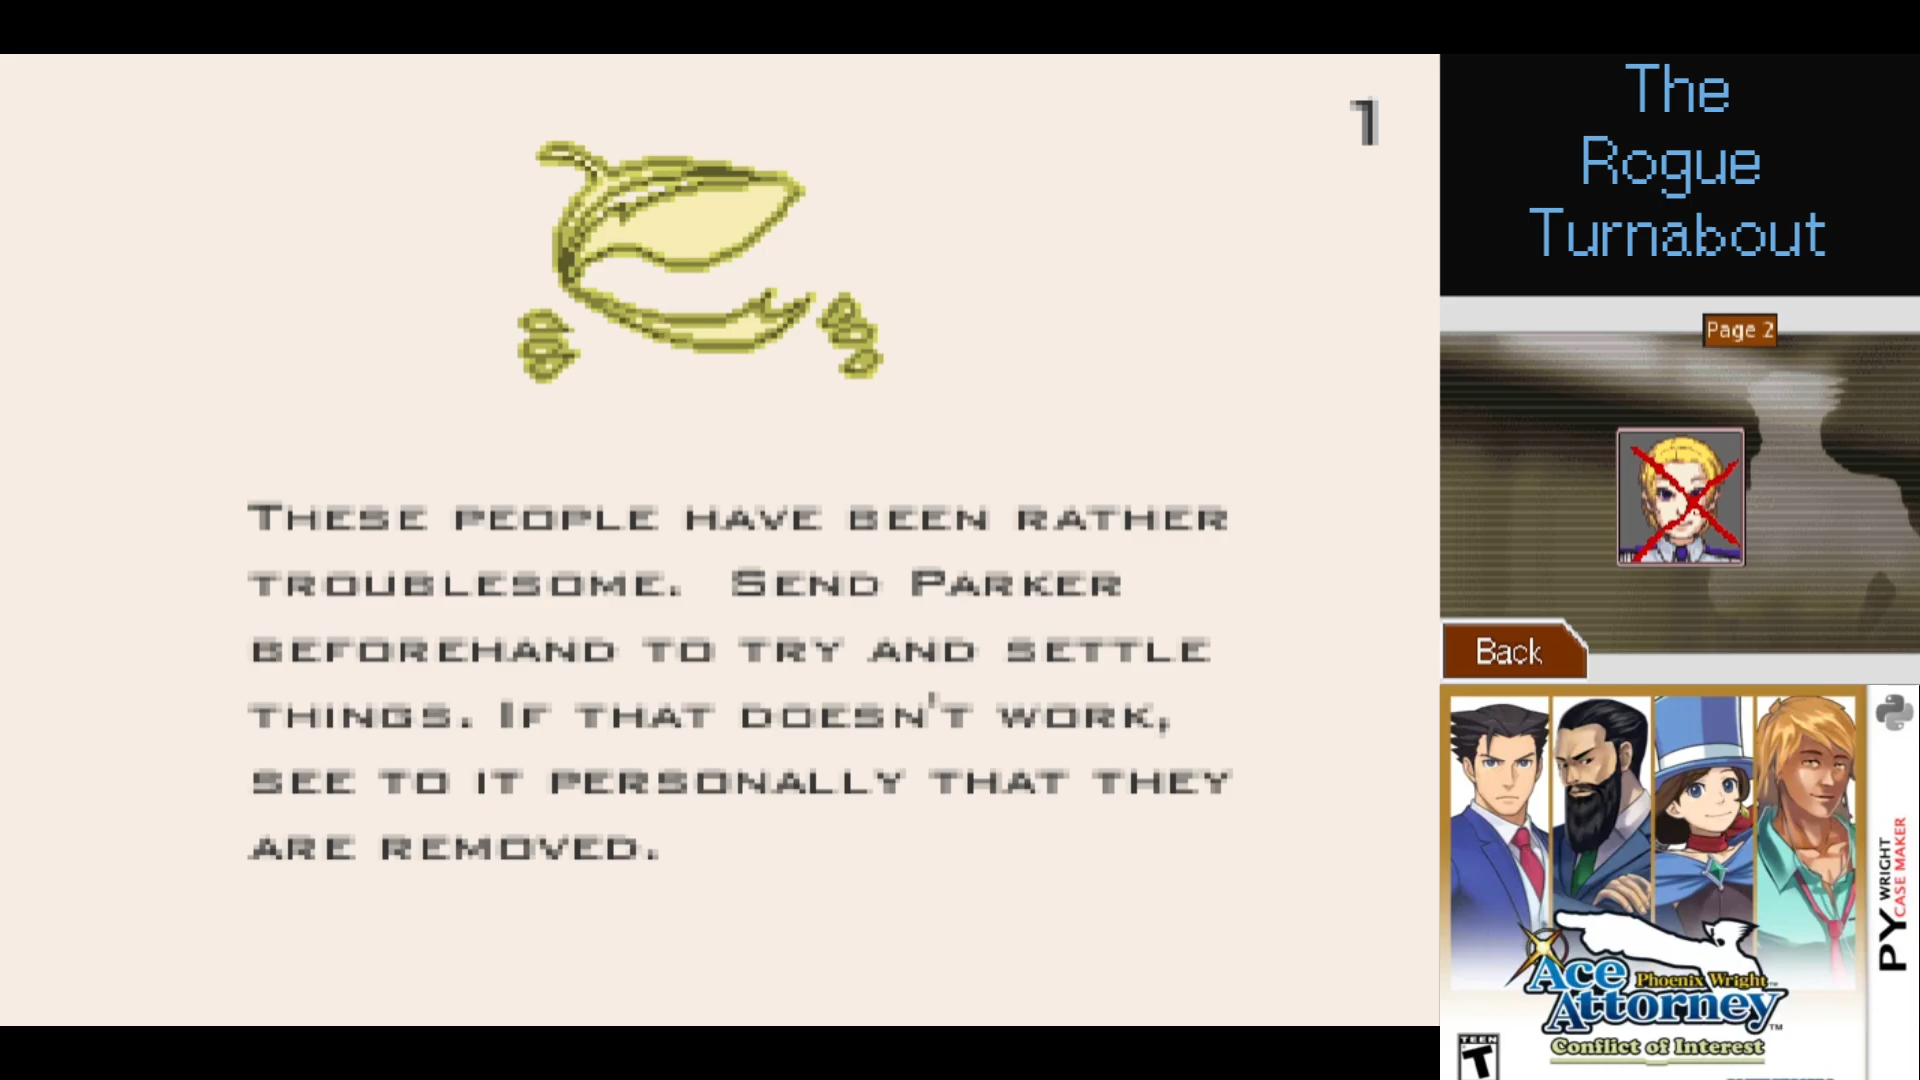 1
These people have been rather
troublesome.  Send Parker
beforehand to try and settle
things. If that doesn't work,
see to it personally that they
are removed.
The
Rogue
Turnabout
Page 2
Back
Phoenix Wright™
Ace
Attorney™
Conflict of Interest
TEEN
T
PY WRIGHT
CASE MAKER